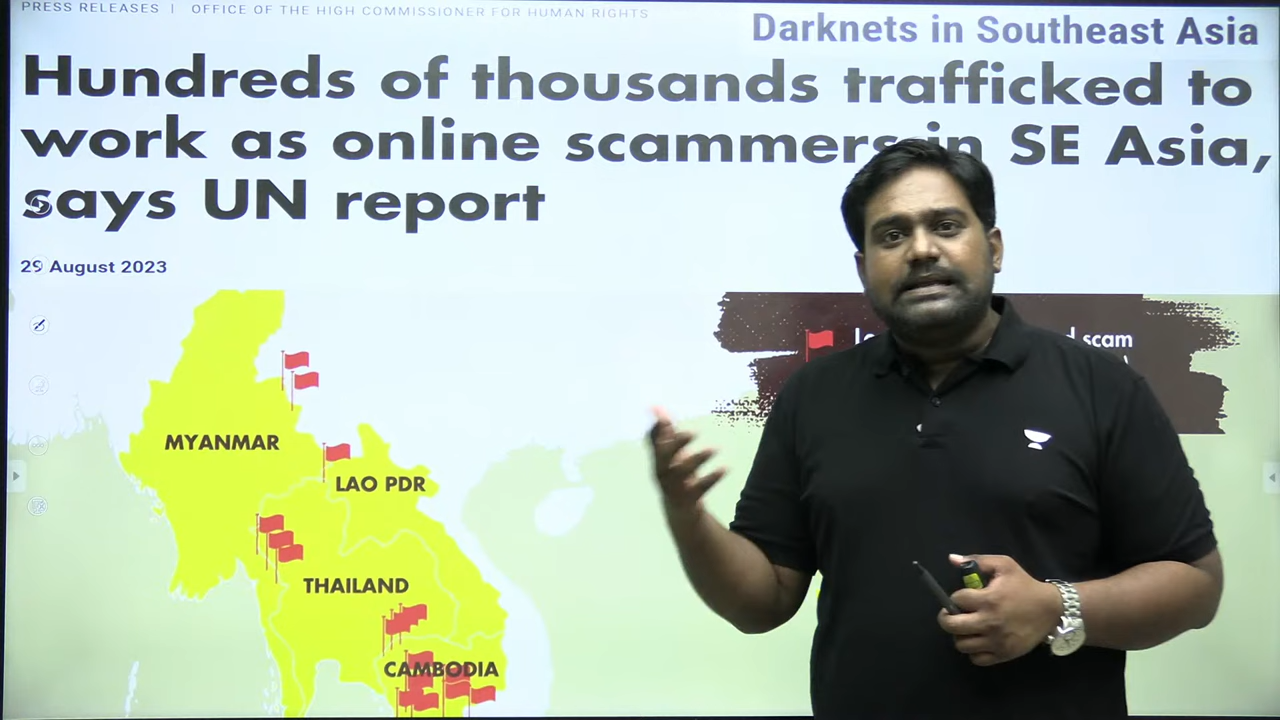 PRESS RELEASES | OFFICE OF THE HIGH COMMISSIONER FOR HUMAN RIGHTS
Darknets in Southeast Asia
Hundreds of thousands trafficked to
work as online scammers in SE Asia,
says UN report
29 August 2023
scam
MYANMAR
LAO PDR
THAILAND
CAMBODIA